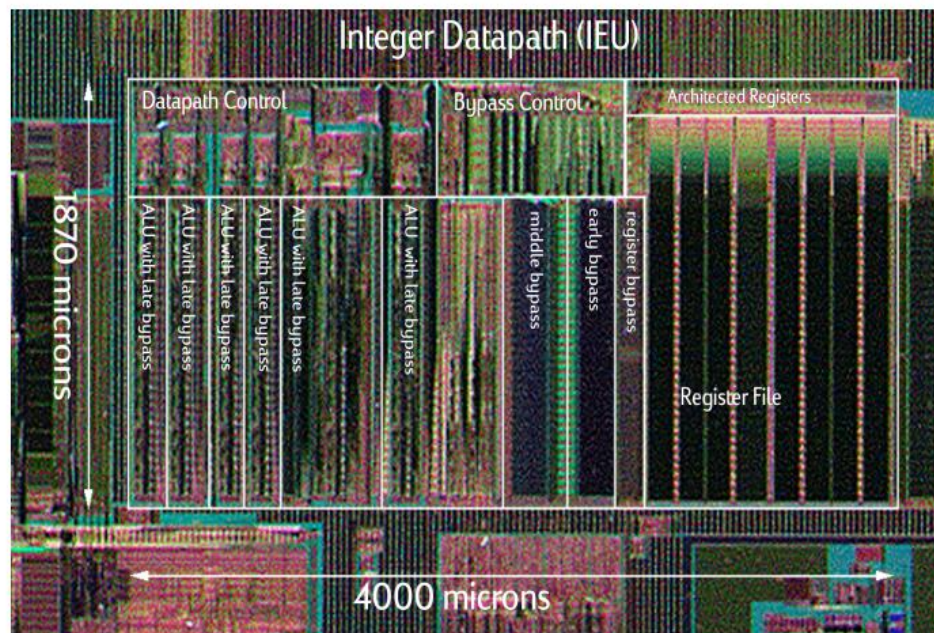 Integer Datapath (IEU)
Datapath Control
Bypass Control
Architected Registers
1870 microns
ALU with late bypass
ALU with late bypass
ALU with late bypass
ALU with late bypass
ALU with late bypass
ALU with late bypass
middle bypass
early bypass
register bypass
Register File
4000 microns